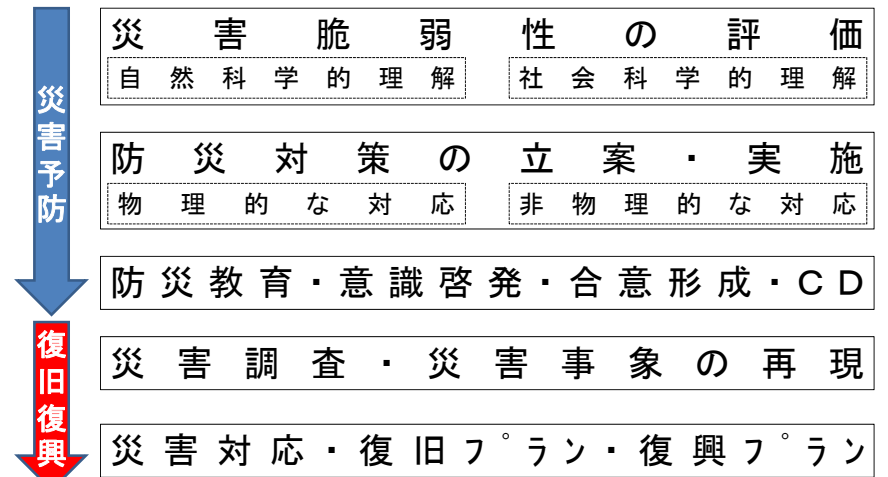 災害予防
災害脆弱性の評価
自然科学的理解
社会科学的理解
防災対策の立案・実施
物理的な対応
非物理的な対応
防災教育・意識啓発・合意形成・CD
復旧復興
災害調査・災害事象の再現
災害対応・復旧プラン・復興プラン